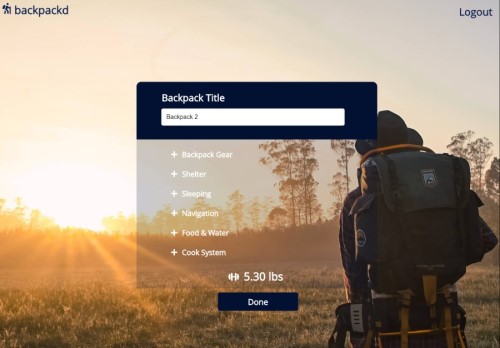 backpackd
Logout
Backpack Title
Backpack 2
+ Backpack Gear
+ Shelter
+ Sleeping
+ Navigation
+ Food & Water
+ Cook System
5.30 lbs
Done